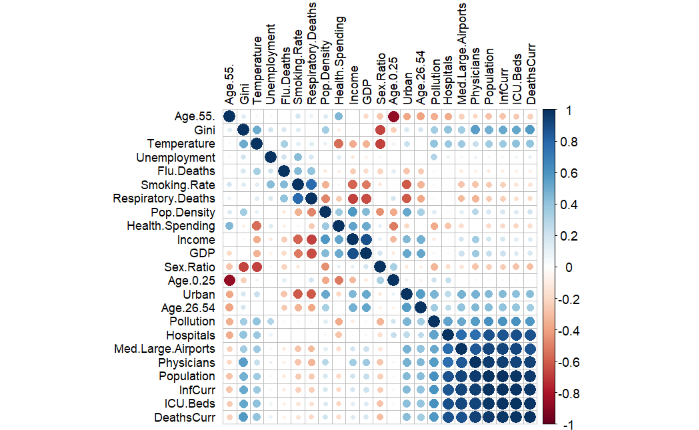 Age.55.
Gini
Temperature
Unemployment
Flu.Deaths
Smoking.Rate
Respiratory.Deaths
Pop.Density
Health.Spending
Income
GDP
Sex.Ratio
Age.0.25
Urban
Age.26.54
Pollution
Hospitals
Med.Large.Airports
Physicians
Population
InfCurr
ICU.Beds
DeathsCurr
Age.55.
Gini
Temperature
Unemployment
Flu.Deaths
Smoking.Rate
Respiratory.Deaths
Pop.Density
Health.Spending
Income
GDP
Sex.Ratio
Age.0.25
Urban
Age.26.54
Pollution
Hospitals
Med.Large.Airports
Physicians
Population
InfCurr
ICU.Beds
DeathsCurr
1
0.8
0.6
0.4
0.2
0
-0.2
-0.4
-0.6
-0.8
-1